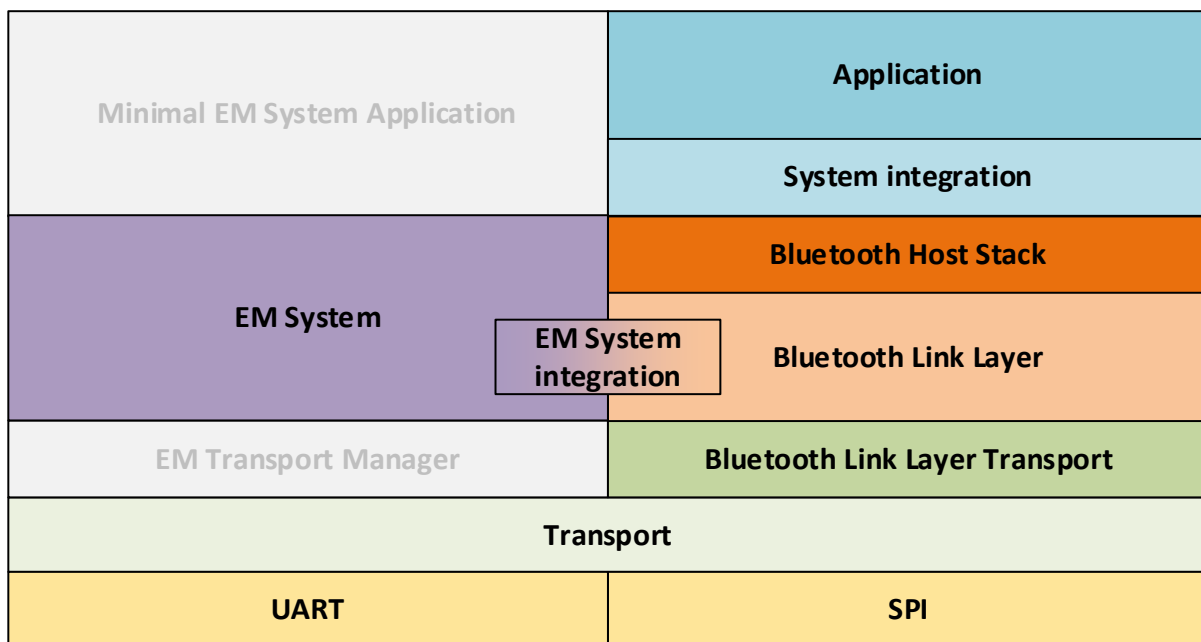 Minimal EM System Application
Application
System integration
EM System
Bluetooth Host Stack
EM System
integration
Bluetooth Link Layer
EM Transport Manager
Bluetooth Link Layer Transport
Transport
UART
SPI